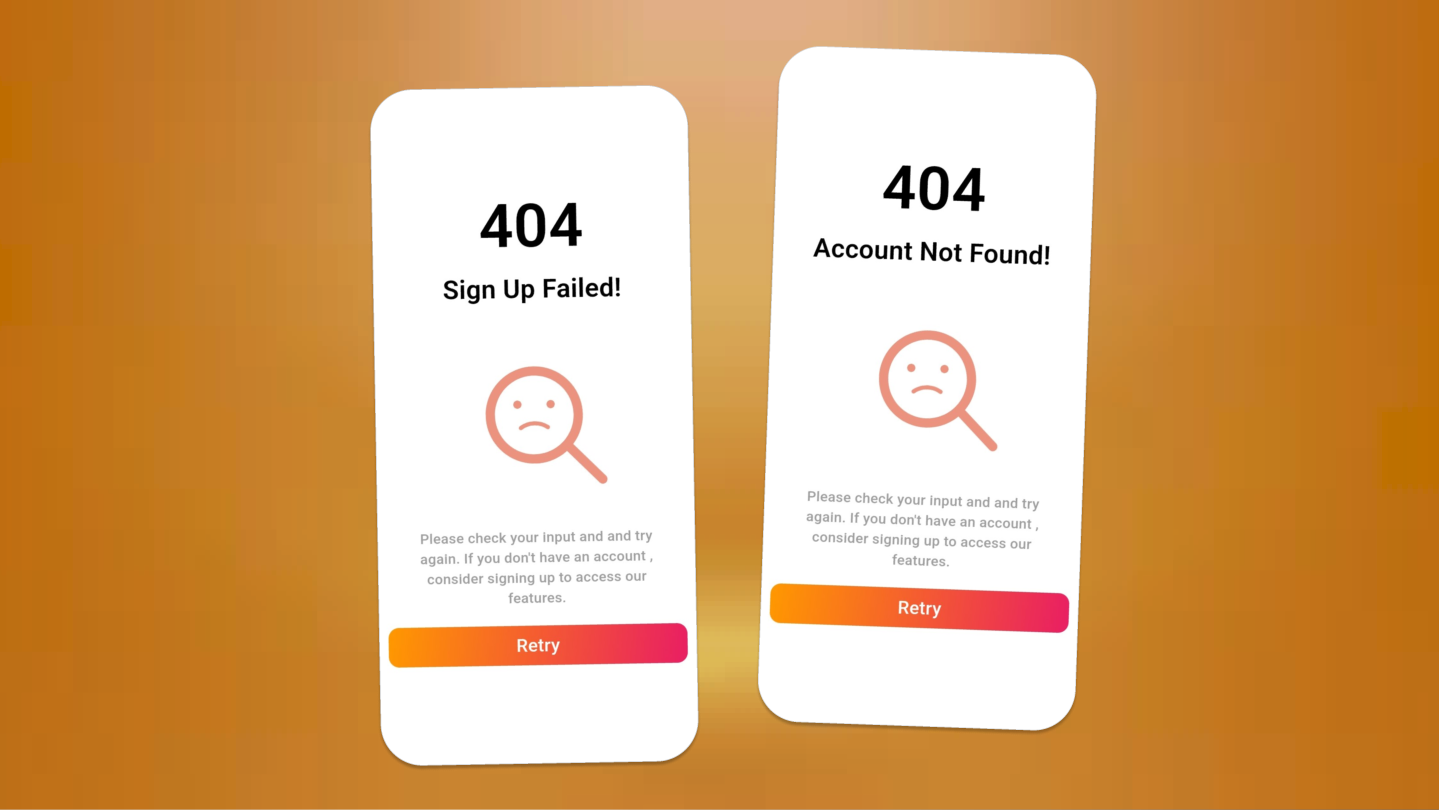 404
Sign Up Failed!
Please check your input and and try
again. If you don't have an account ,
consider signing up to access our
features.
Retry
404
Account Not Found!
Please check your input and and try
again. If you don't have an account ,
consider signing up to access our
features.
Retry